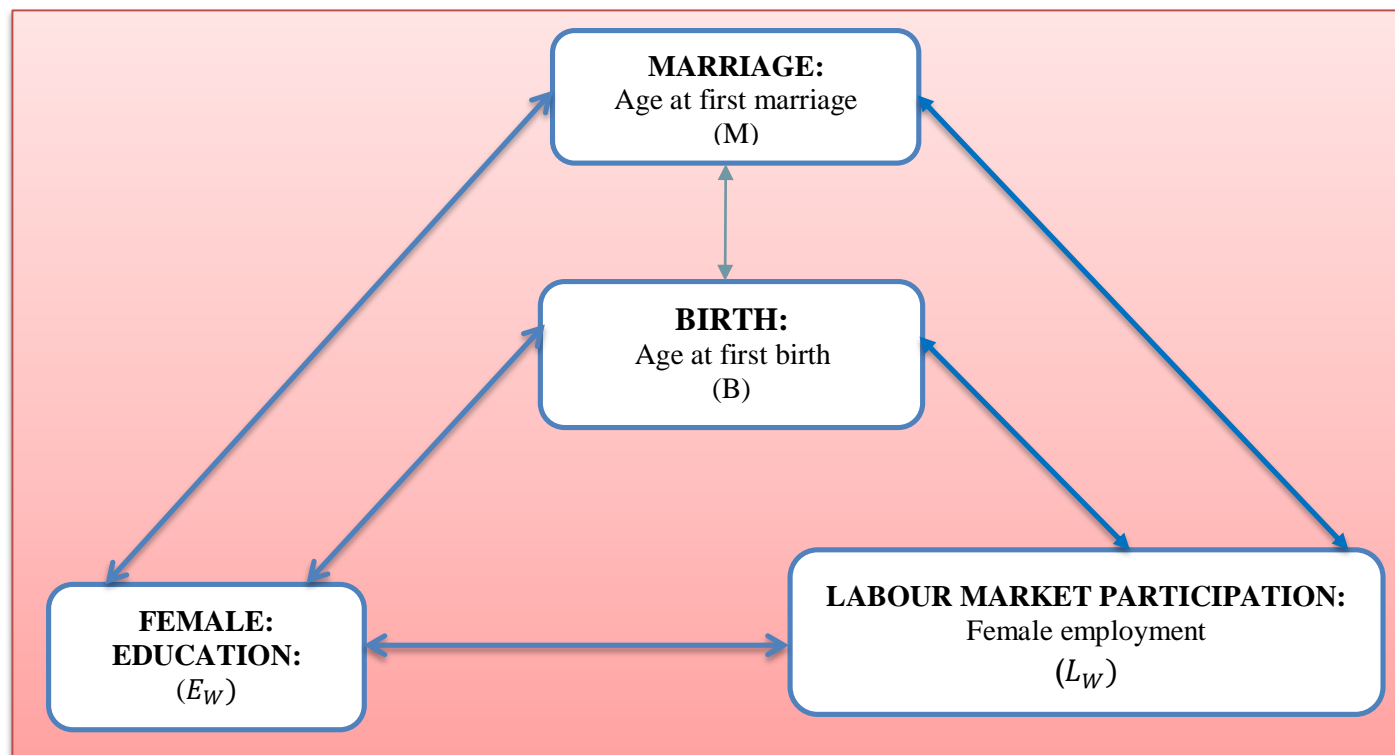 MARRIAGE:
Age at first marriage
(M)
BIRTH:
Age at first birth
(B)
FEMALE:
EDUCATION:
(E_W)
LABOUR MARKET PARTICIPATION:
Female employment
(L_W)